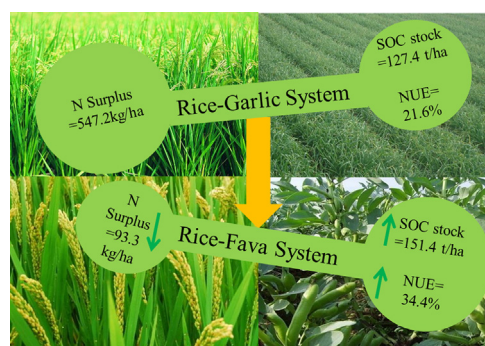 SOC stock
=127.4 t/ha
NUE=
21.6%
N Surplus
=547.2kg/ha
Rice-Garlic System
N
Surplus
=93.3
kg/ha
Rice-Fava System
SOC stock
=151.4 t/ha
NUE=
34.4%